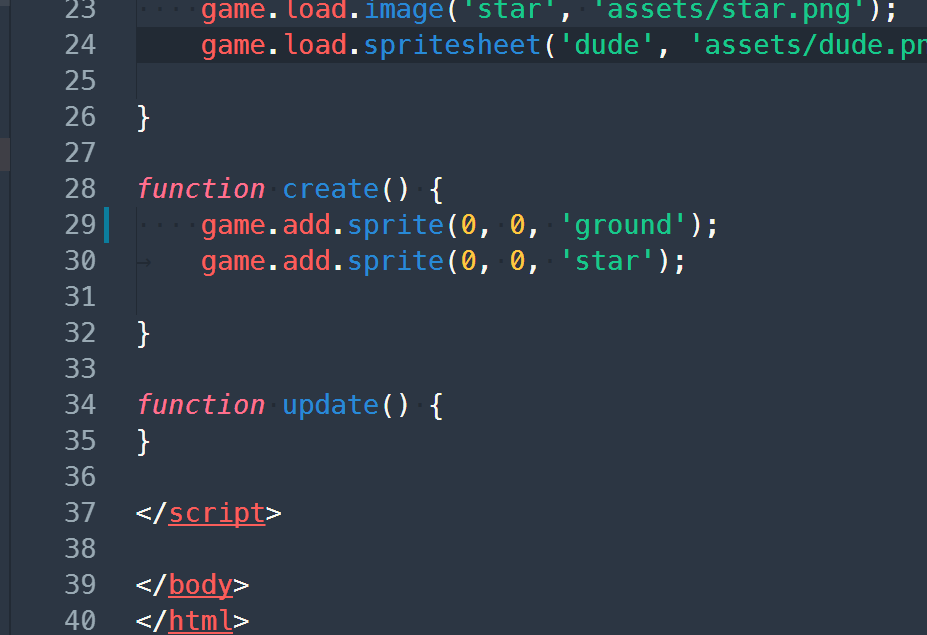 23 game.load.image('star', 'assets/star.png');
24 game.load.spritesheet('dude', 'assets/dude.pn
25
26 }
27
28 function create() {
29 game.add.sprite(0, 0, 'ground');
30 game.add.sprite(0, 0, 'star');
31
32 }
33
34 function update() {
35 }
36
37 </script>
38
39 </body>
40 </html>